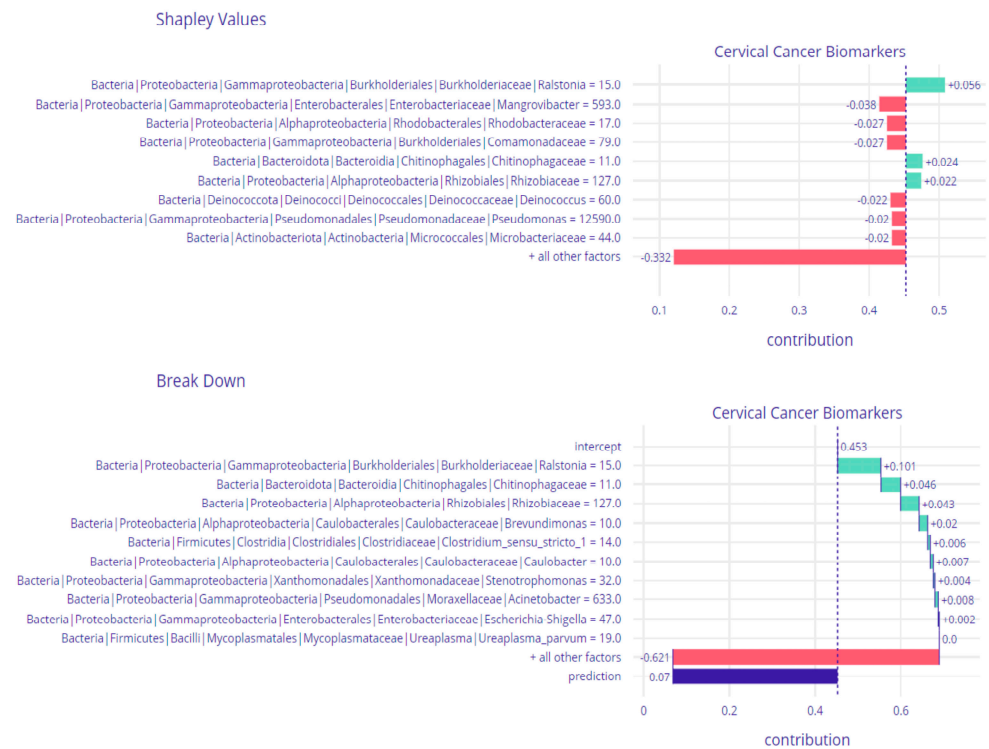 Shapley Values
Cervical Cancer Biomarkers
Bacteria|Proteobacteria|Gammaproteobacteria|Burkholderiales|Burkholderiaceae|Ralstonia = 15.0 +0.056
Bacteria|Proteobacteria|Gammaproteobacteria|Enterobacterales|Enterobacteriaceae|Mangrovibacter = 593.0 -0.038
Bacteria|Proteobacteria|Alphaproteobacteria|Rhodobacterales|Rhodobacteraceae = 17.0 -0.027
Bacteria|Proteobacteria|Gammaproteobacteria|Burkholderiales|Comamonadaceae = 79.0 -0.027
Bacteria|Bacteroidota|Bacteroidia|Chitinophagales|Chitinophagaceae = 11.0 +0.024
Bacteria|Proteobacteria|Alphaproteobacteria|Rhizobiales|Rhizobiaceae = 127.0 +0.022
Bacteria|Deinococcota|Deinococci|Deinococcales|Deinococcaceae|Deinococcus = 60.0 -0.022
Bacteria|Proteobacteria|Gammaproteobacteria|Pseudomonadales|Pseudomonadaceae|Pseudomonas = 12590.0 -0.02
Bacteria|Actinobacteriota|Actinobacteria|Micrococcales|Microbacteriaceae = 44.0 -0.02
+ all other factors -0.332
0.1 0.2 0.3 0.4 0.5
contribution
Break Down
Cervical Cancer Biomarkers
intercept 0.453
Bacteria|Proteobacteria|Gammaproteobacteria|Burkholderiales|Burkholderiaceae|Ralstonia = 15.0 +0.101
Bacteria|Bacteroidota|Bacteroidia|Chitinophagales|Chitinophagaceae = 11.0 +0.046
Bacteria|Proteobacteria|Alphaproteobacteria|Rhizobiales|Rhizobiaceae = 127.0 +0.043
Bacteria|Proteobacteria|Alphaproteobacteria|Caulobacterales|Caulobacteraceae|Brevundimonas = 10.0 +0.02
Bacteria|Firmicutes|Clostridia|Clostridiales|Clostridiaceae|Clostridium_sensu_stricto_1 = 14.0 +0.006
Bacteria|Proteobacteria|Alphaproteobacteria|Caulobacterales|Caulobacteraceae|Caulobacter = 10.0 +0.007
Bacteria|Proteobacteria|Gammaproteobacteria|Xanthomonadales|Xanthomonadaceae|Stenotrophomonas = 32.0 +0.004
Bacteria|Proteobacteria|Gammaproteobacteria|Pseudomonadales|Moraxellaceae|Acinetobacter = 633.0 +0.008
Bacteria|Proteobacteria|Gammaproteobacteria|Enterobacterales|Enterobacteriaceae|Escherichia-Shigella = 47.0 +0.002
Bacteria|Firmicutes|Bacilli|Mycoplasmatales|Mycoplasmataceae|Ureaplasma|Ureaplasma_parvum = 19.0 0.0
+ all other factors -0.621
prediction 0.07
0 0.2 0.4 0.6
contribution